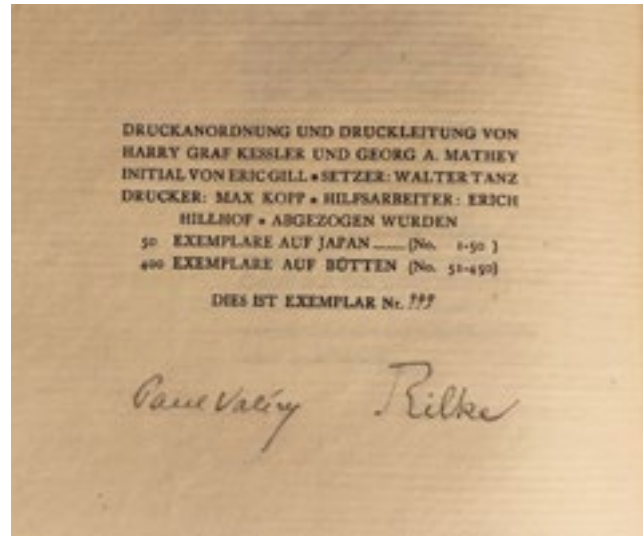 DRUCKANORDNUNG UND DRUCKLEITUNG VON
HARRY GRAF KESSLER UND GEORG A. MATHEY
INITIAL VON ERIC GILL • SETZER: WALTER TANZ
DRUCKER: MAX KOPP • HILFSARBEITER: ERICH
HILLHOF • ABGEZOGEN WURDEN
50 EXEMPLARE AUF JAPAN (No. 1-50 )
400 EXEMPLARE AUF BÜTTEN (No. 51-450)
DIES IST EXEMPLAR Nr.
Paul Valéry Rilke